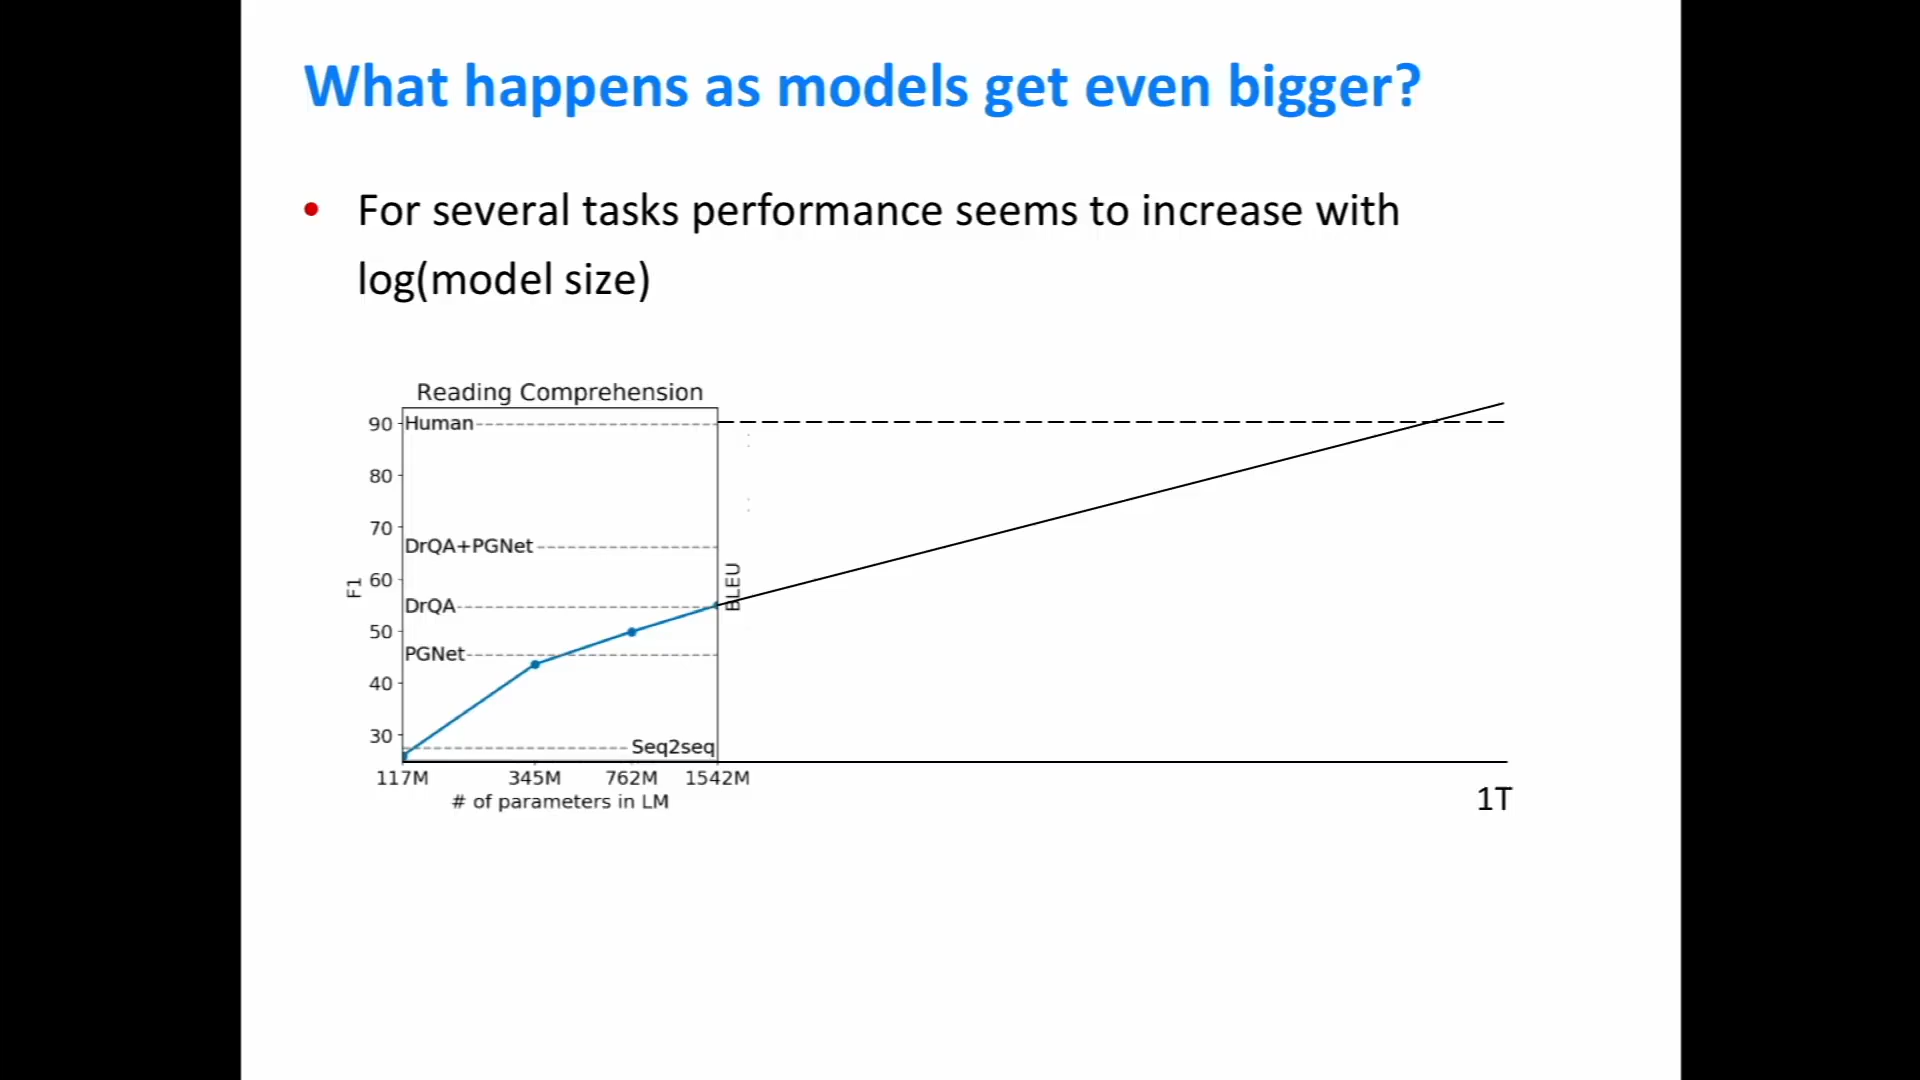 What happens as models get even bigger?
• For several tasks performance seems to increase with
log(model size)
Reading Comprehension
90
Human
80
70
DrQA+PGNet
60
F1
BLEU
DrQA
50
PGNet
40
30
Seq2seq
117M 345M 762M 1542M
1T
# of parameters in LM